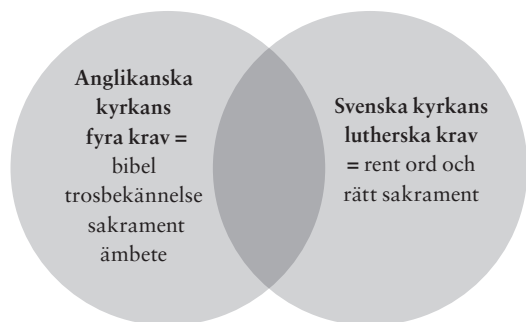 Anglikanska
kyrkans
fyra krav =
bibel
trosbekännelse
sakrament
ämbete
Svenska kyrkans
lutherska krav
= rent ord och
rätt sakrament